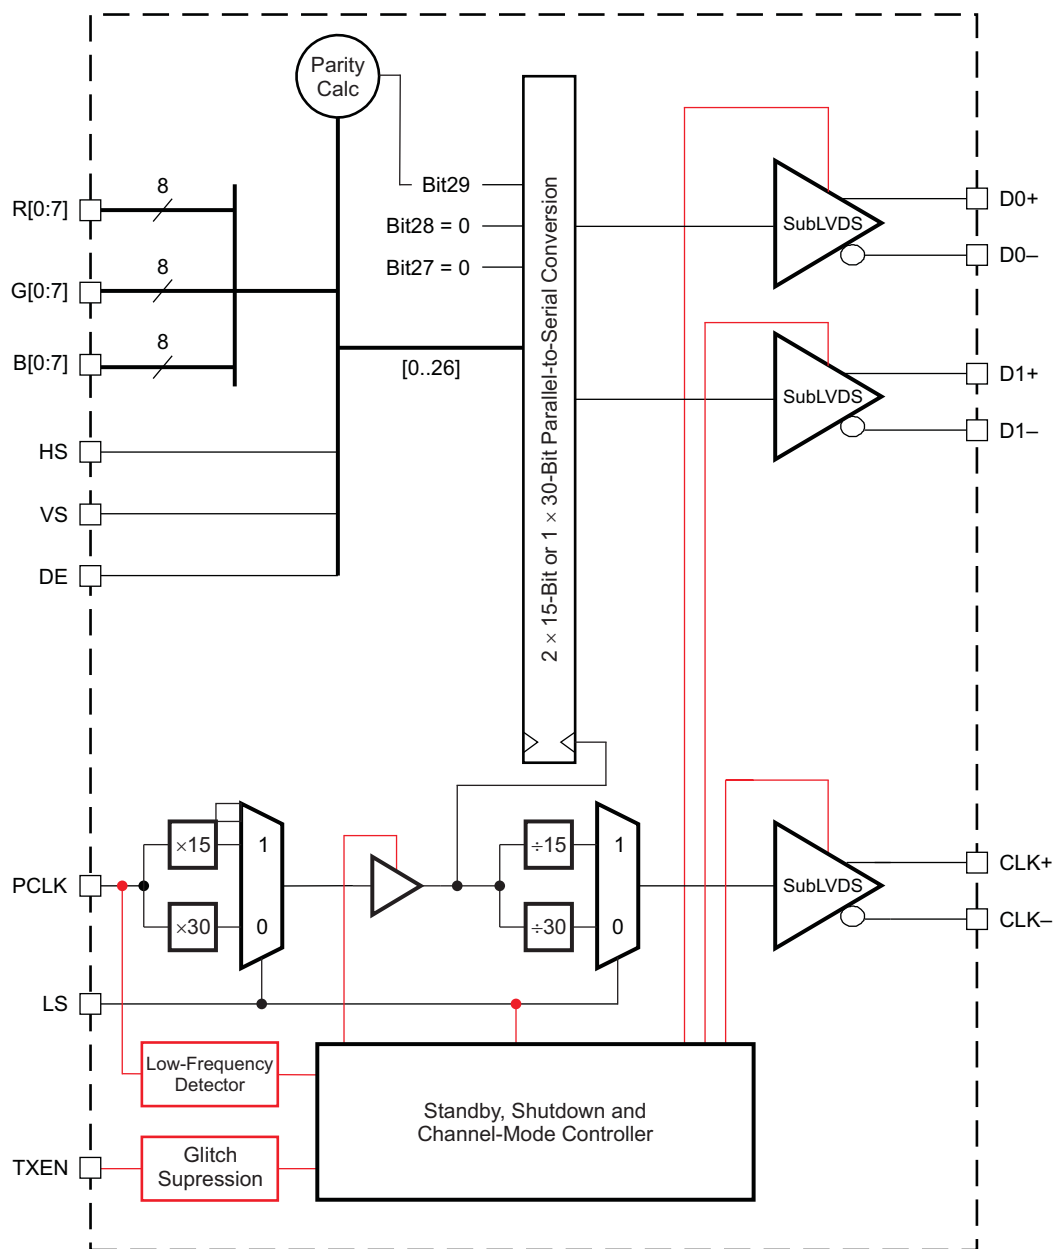 Parity
Calc
8
R[0:7]
Bit29
Bit28 = 0
Bit27 = 0
8
G[0:7]
8
B[0:7]
[0..26]
HS
VS
DE
2 × 15-Bit or 1 × 30-Bit Parallel-to-Serial Conversion
SubLVDS
D0+
D0–
SubLVDS
D1+
D1–
×15
1
PCLK
×30
0
÷15
1
÷30
0
SubLVDS
CLK+
CLK–
LS
Low-Frequency
Detector
Standby, Shutdown and
Channel-Mode Controller
TXEN
Glitch
Supression